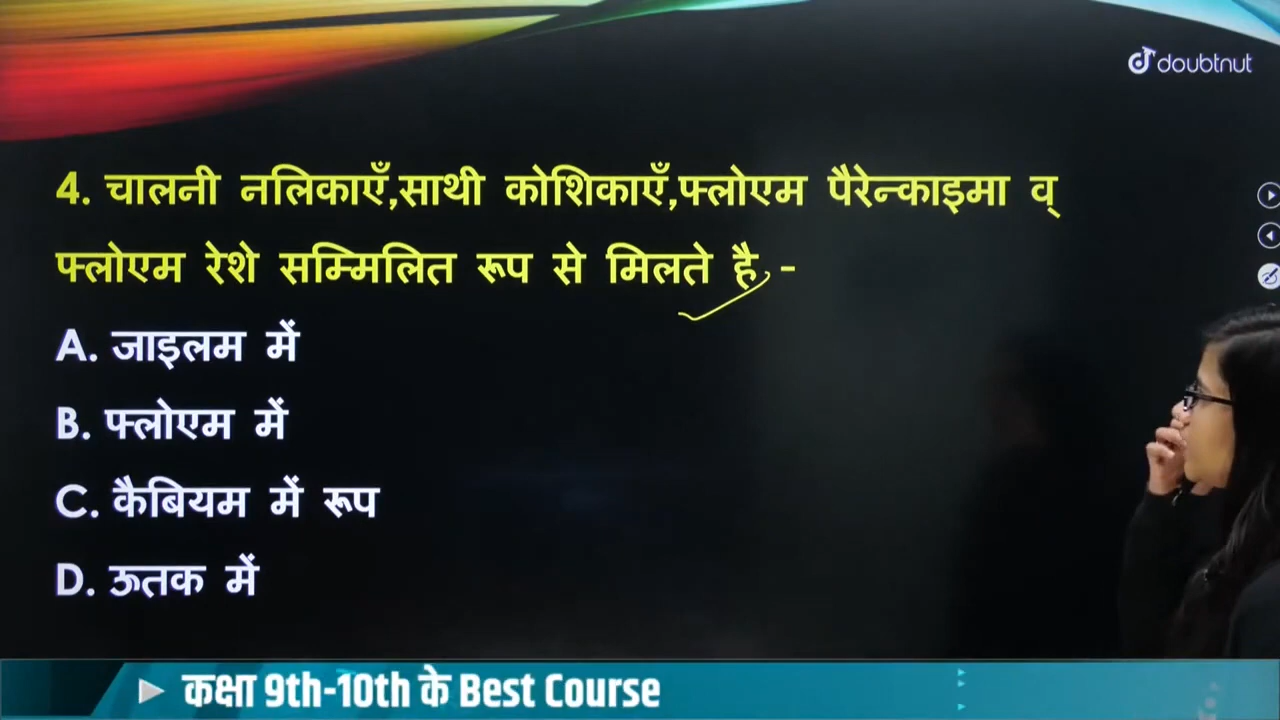 doubtnut
4. चालनी नलिकाएँ,साथी कोशिकाएँ,फ्लोएम पैरेन्काइमा व्
फ्लोएम रेशे सम्मिलित रूप से मिलते है,-
A. जाइलम में
B. फ्लोएम में
C. कैबियम में रूप
D. ऊतक में
कक्षा 9th-10th के Best Course